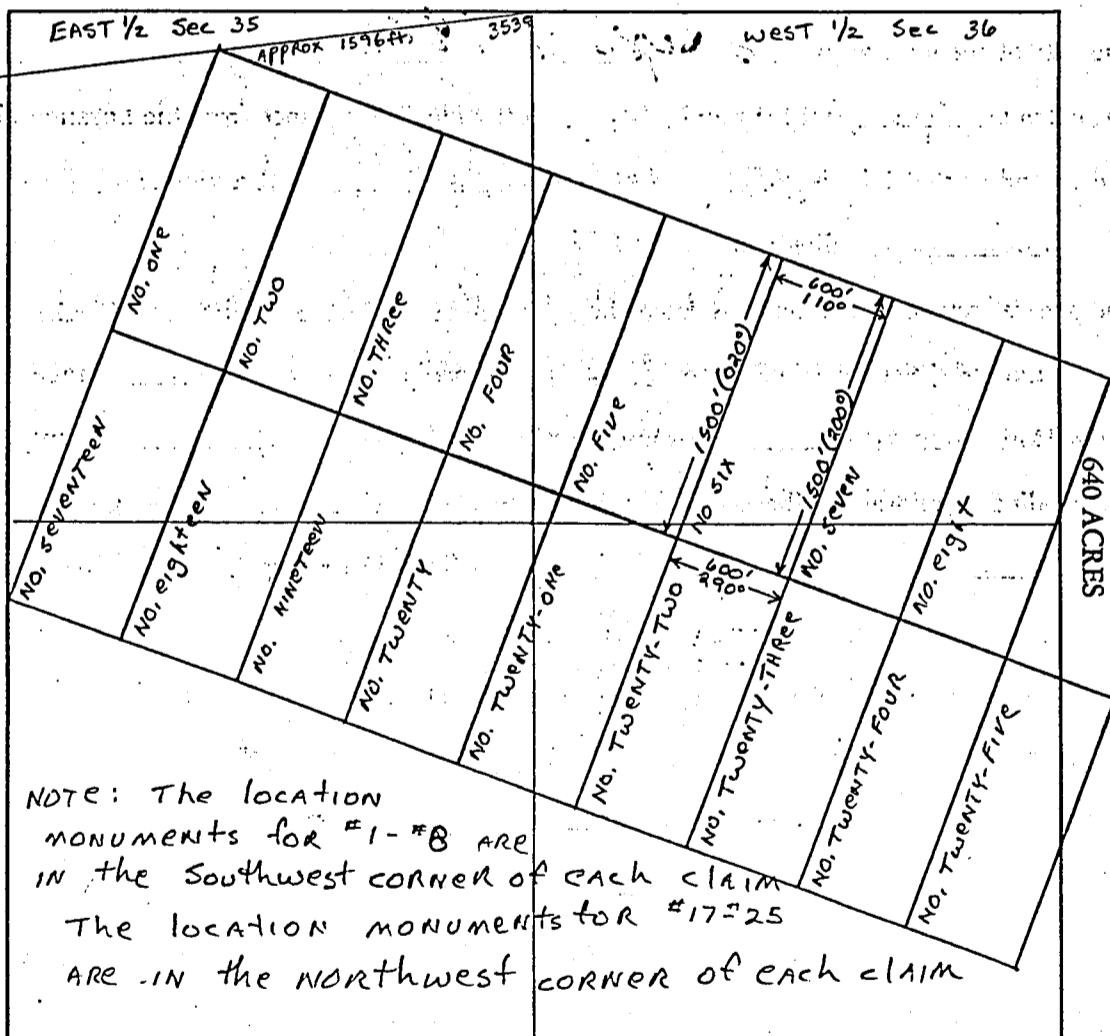 EAST 1/2 Sec 35
APPROX 1596ft.
3539
WEST 1/2 Sec 36
NO. ONE
NO. TWO
NO. THREE
NO. FOUR
NO. FIVE
NO SIX
NO. SEVEN
NO. eight
1500' (020°)
600'
110°
1500' (200°)
600'
290°
640 ACRES
NO. SEVENTEEN
NO. eighteEN
NO. NINETEEN
NO. TWENTY
NO. TWENTY-ONE
NO. TWENTY-TWO
NO. TWENTY-THREE
NO. TWENTY-FOUR
NO. TWENTY-FIVE
NOTE: The locAtION
MONUMENTS for #1-#8 ARE
IN the Southwest CORNER of EACH claim
The locAtION MONUMENTS for #17-#25
ARE IN the NORthwest CORNER of EACH claIM